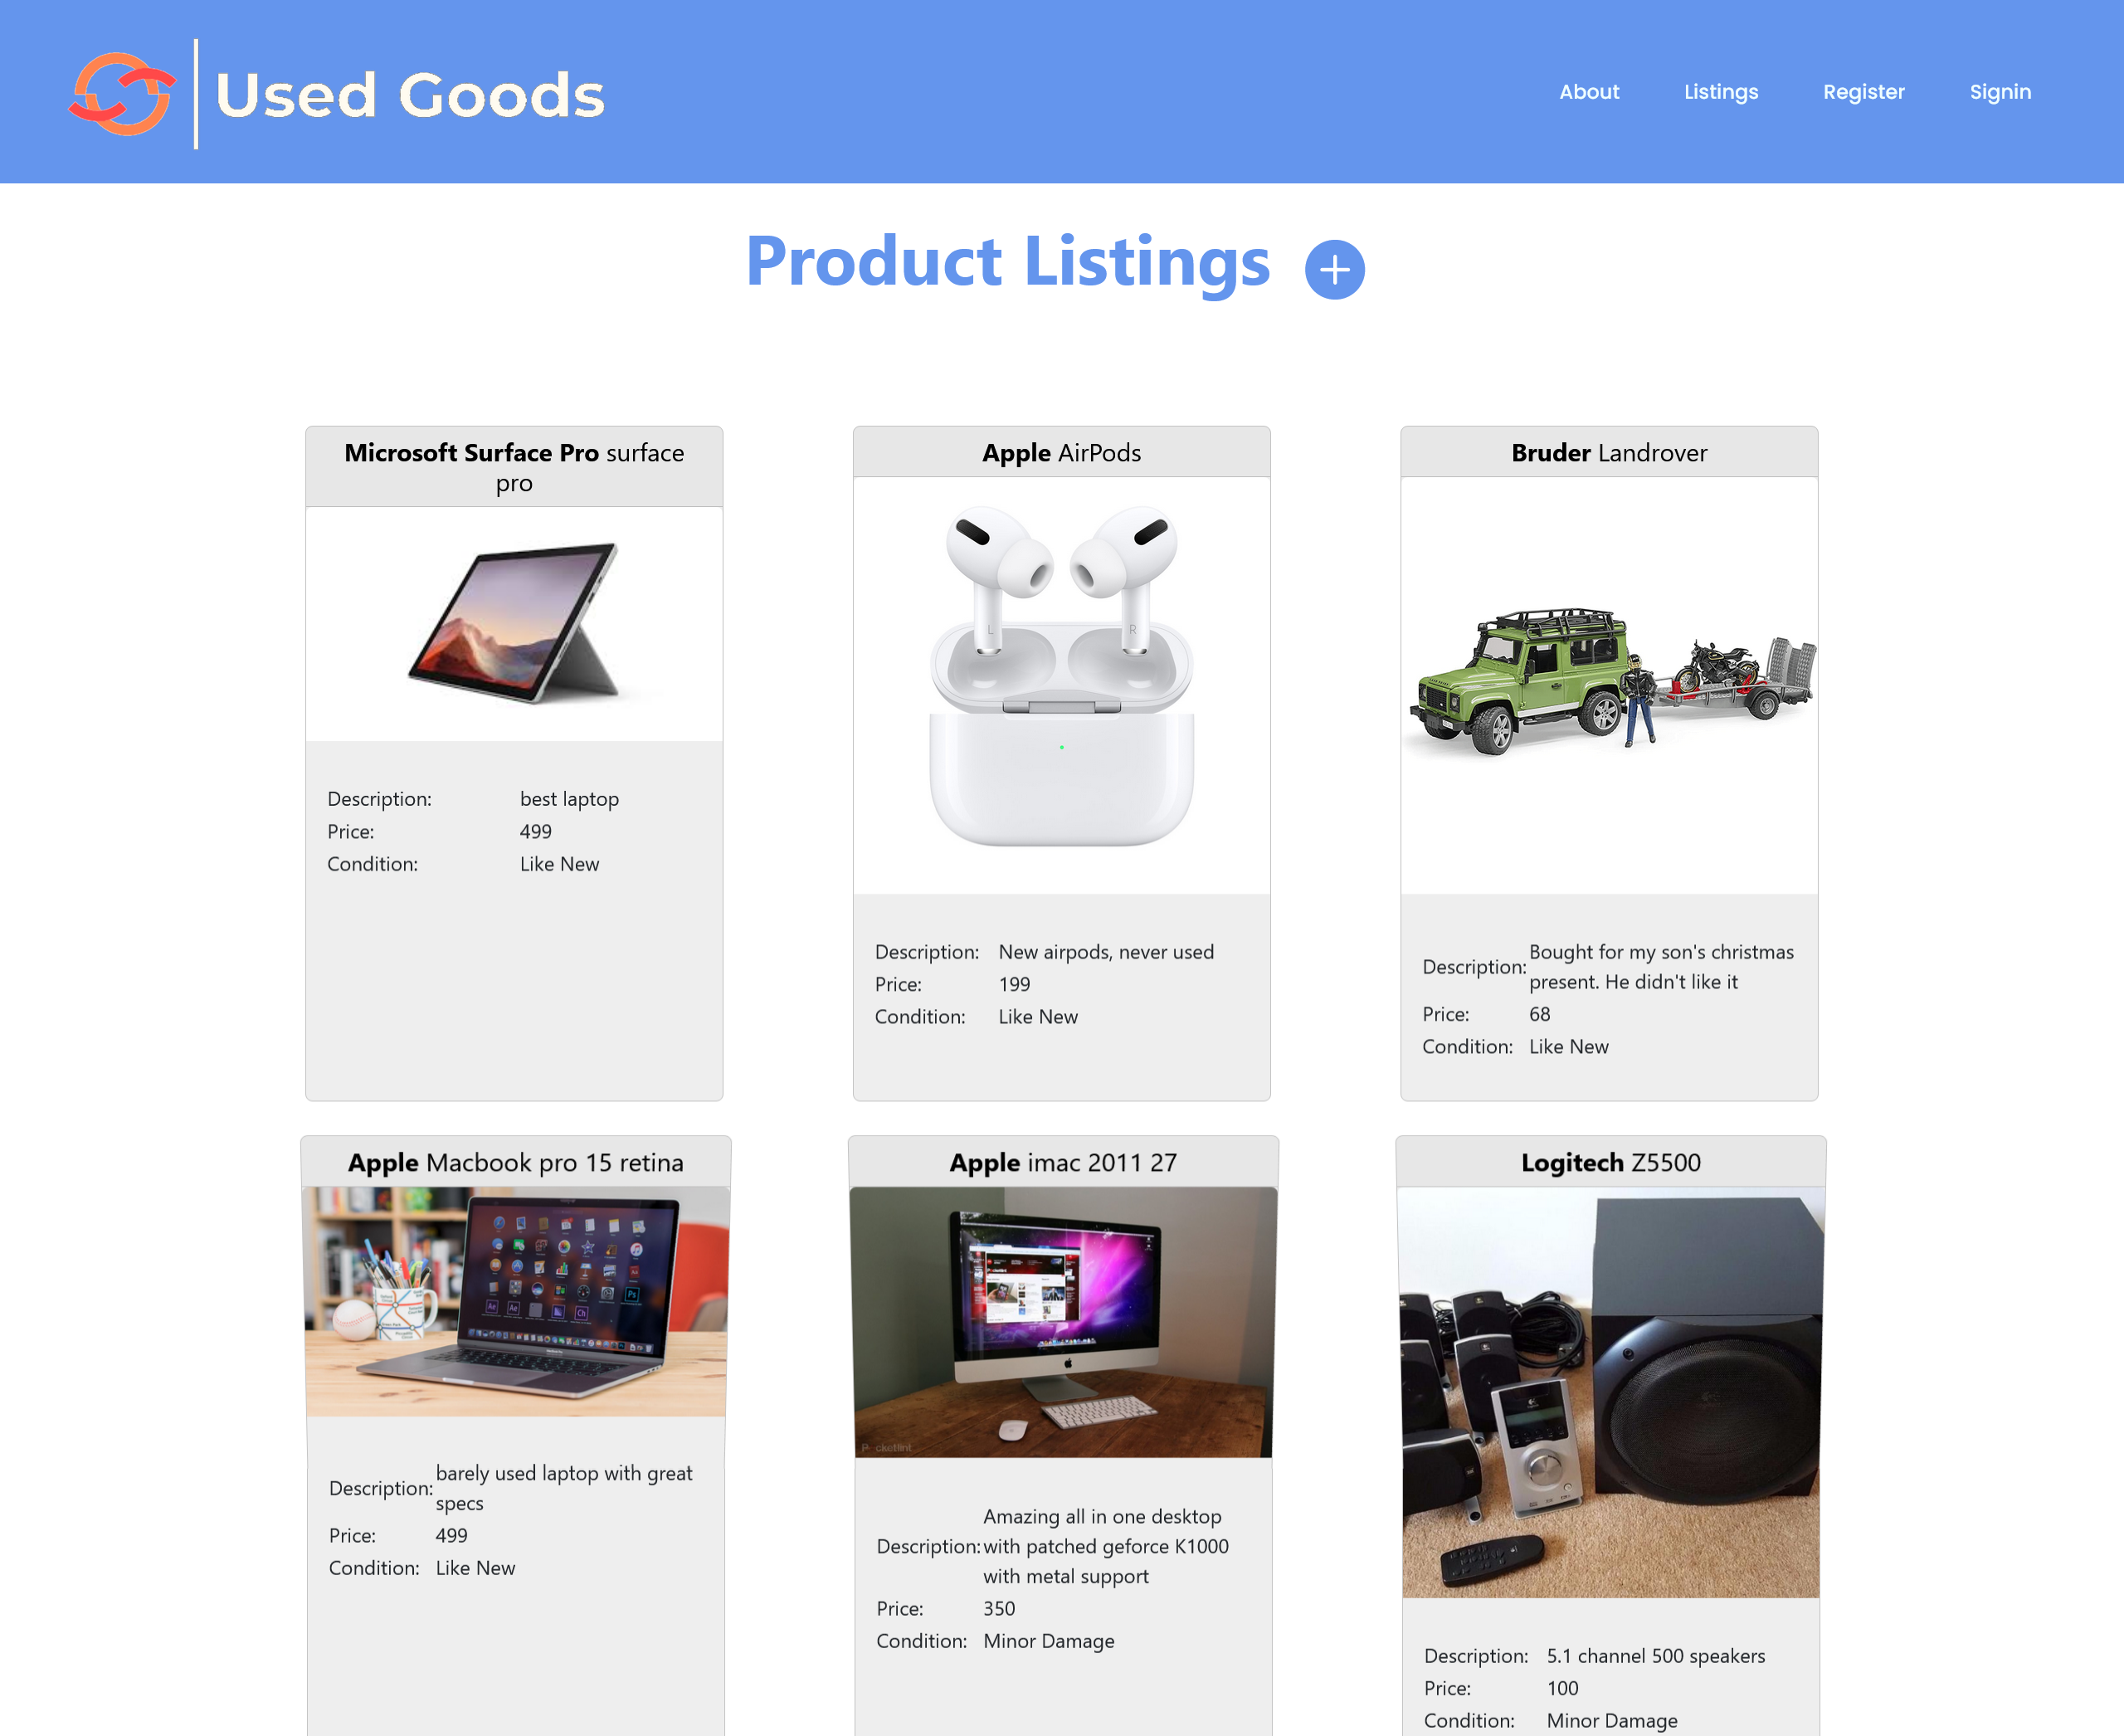 Used Goods
About Listings Register Signin
Product Listings
Microsoft Surface Pro surface
pro
Description: best laptop
Price: 499
Condition: Like New
Apple AirPods
L R
Description: New airpods, never used
Price: 199
Condition: Like New
Bruder Landrover
Description: Bought for my son's christmas
present. He didn't like it
Price: 68
Condition: Like New
Apple Macbook pro 15 retina
Description: barely used laptop with great
specs
Price: 499
Condition: Like New
Apple imac 2011 27
Amazing all in one desktop
Description: with patched geforce K1000
with metal support
Price: 350
Condition: Minor Damage
Logitech Z5500
Description: 5.1 channel 500 speakers
Price: 100
Condition: Minor Damage